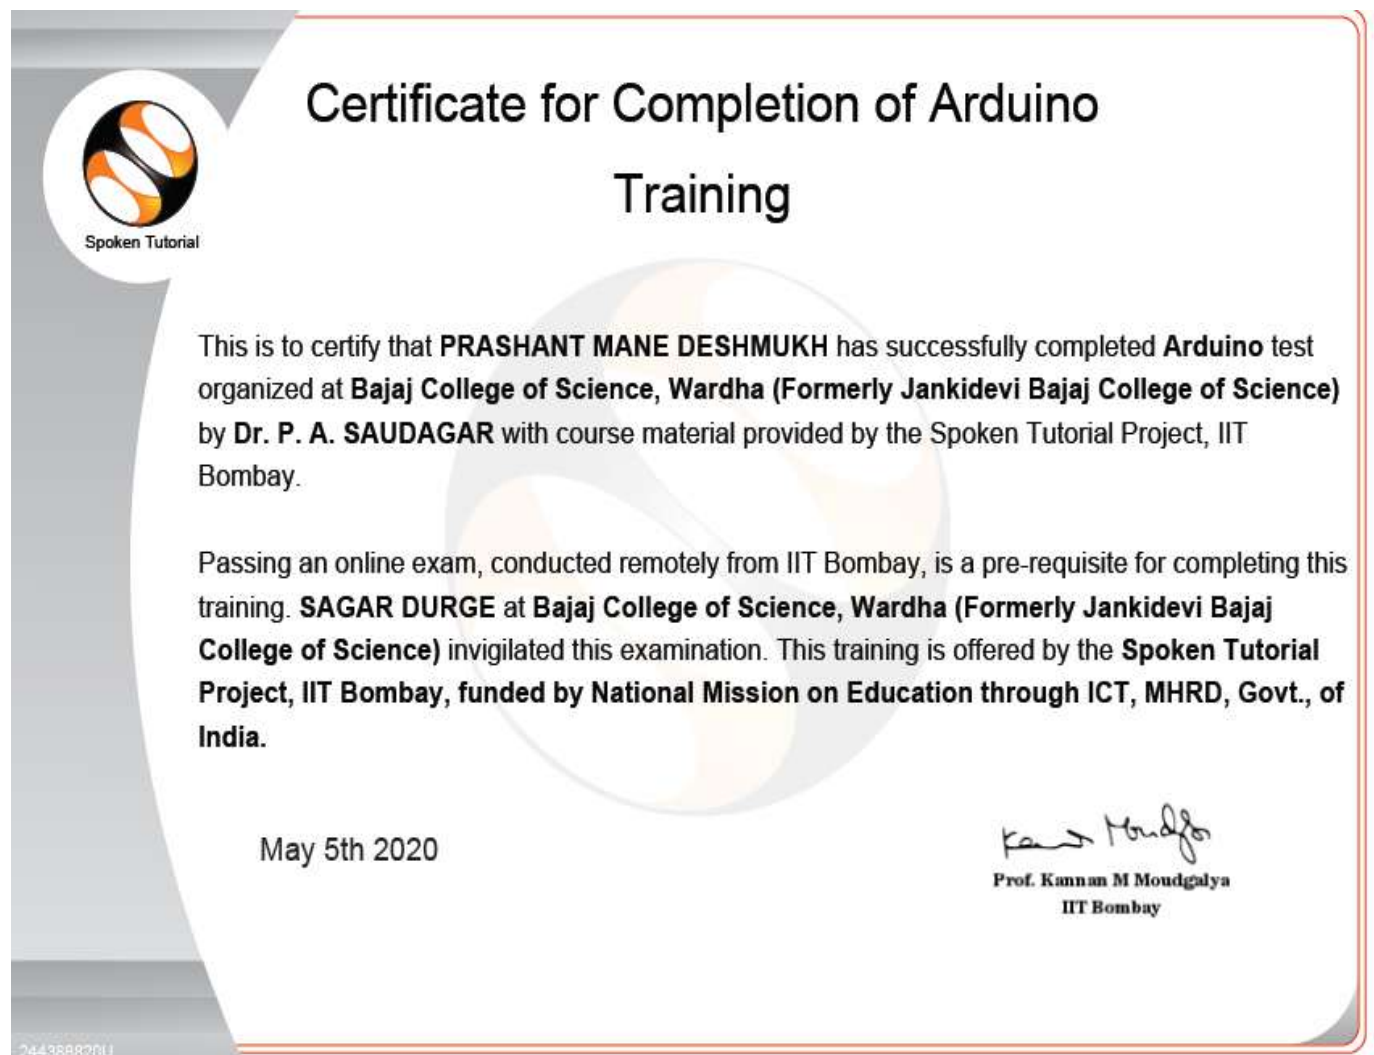 Certificate for Completion of Arduino
Training
Spoken Tutorial
This is to certify that PRASHANT MANE DESHMUKH has successfully completed Arduino test
organized at Bajaj College of Science, Wardha (Formerly Jankidevi Bajaj College of Science)
by Dr. P. A. SAUDAGAR with course material provided by the Spoken Tutorial Project, IIT
Bombay.
Passing an online exam, conducted remotely from IIT Bombay, is a pre-requisite for completing this
training. SAGAR DURGE at Bajaj College of Science, Wardha (Formerly Jankidevi Bajaj
College of Science) invigilated this examination. This training is offered by the Spoken Tutorial
Project, IIT Bombay, funded by National Mission on Education through ICT, MHRD, Govt., of
India.
May 5th 2020
Prof. Kannan M Moudgalya
IIT Bombay